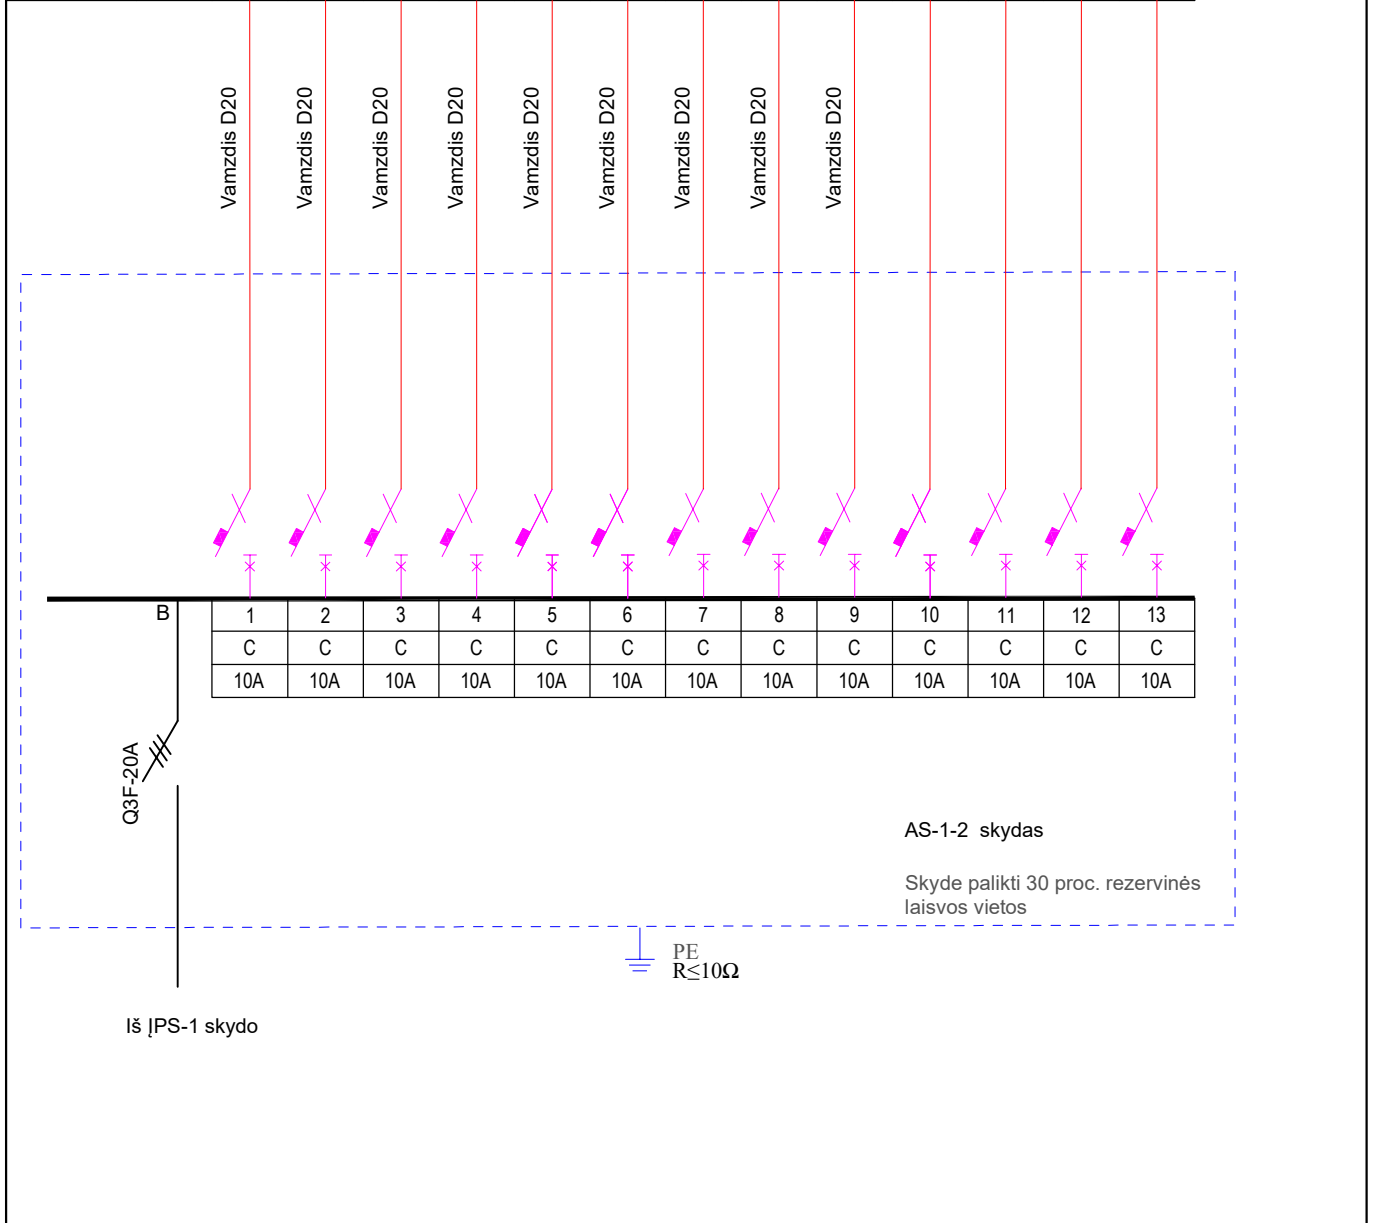 Vamzdis D20 Vamzdis D20 Vamzdis D20 Vamzdis D20 Vamzdis D20 Vamzdis D20 Vamzdis D20 Vamzdis D20 Vamzdis D20
B 1 2 3 4 5 6 7 8 9 10 11 12 13
C C C C C C C C C C C C C
10A 10A 10A 10A 10A 10A 10A 10A 10A 10A 10A 10A 10A
Q3F-20A
AS-1-2 skydas
Skyde palikti 30 proc. rezervinės
laisvos vietos
PE
R≤10Ω
Iš ĮPS-1 skydo